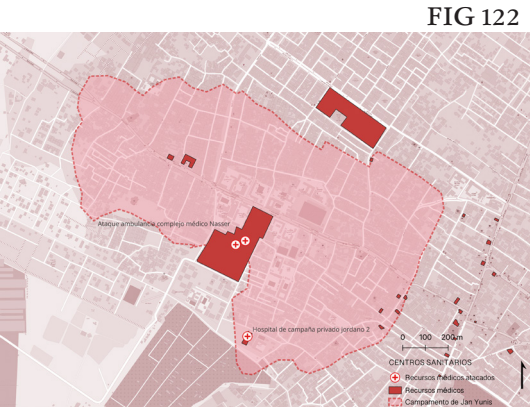 FIG 122
Ataque ambulancia complejo médico Nasser
Hospital de campaña privado jordano 2
0 100 200 m
CENTROS SANITARIOS
Recursos médicos atacados
Recursos médicos
Campamento de Jan Yunis